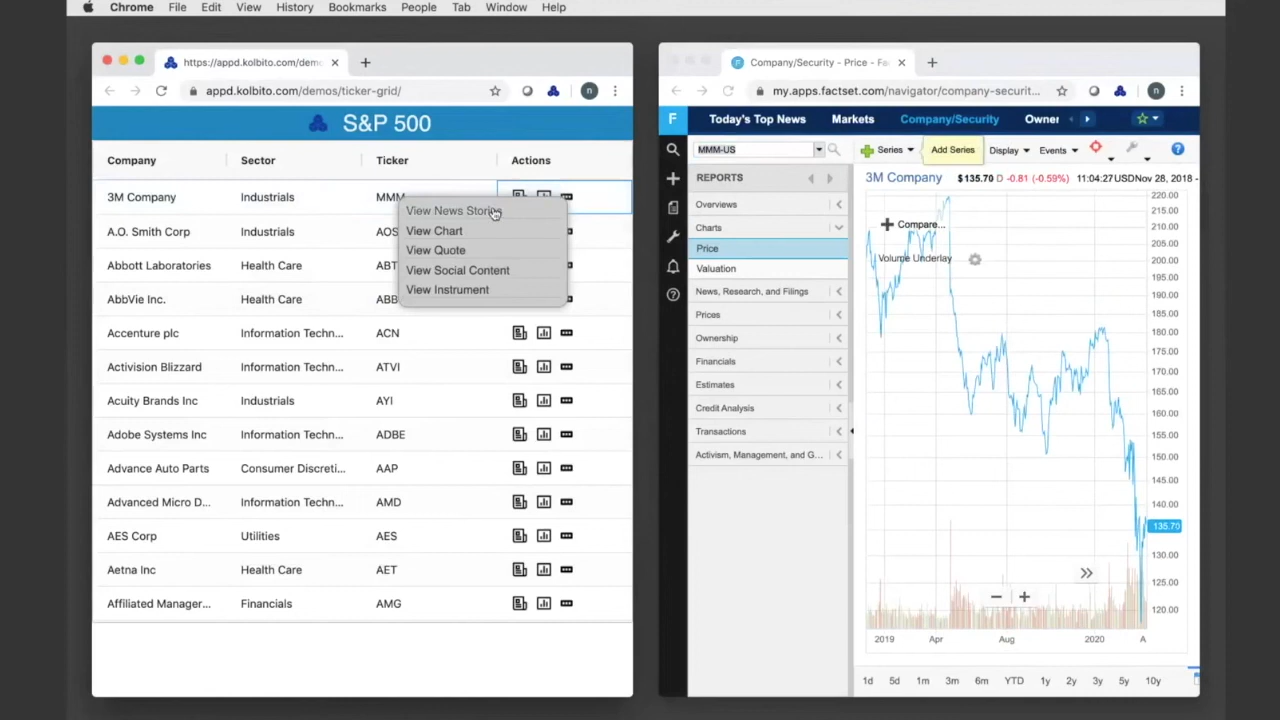 Chrome File Edit View History Bookmarks People Tab Window Help
https://appd.kolbito.com/demo
appd.kolbito.com/demos/ticker-grid/
n
S&P 500
Company Sector Ticker Actions
3M Company Industrials MMM
A.O. Smith Corp Industrials AOS
Abbott Laboratories Health Care ABT
AbbVie Inc. Health Care ABB
Accenture plc Information Techn... ACN
Activision Blizzard Information Techn... ATVI
Acuity Brands Inc Industrials AYI
Adobe Systems Inc Information Techn... ADBE
Advance Auto Parts Consumer Discreti... AAP
Advanced Micro D... Information Techn... AMD
AES Corp Utilities AES
Aetna Inc Health Care AET
Affiliated Manager... Financials AMG
View News Stories
View Chart
View Quote
View Social Content
View Instrument
Company/Security - Price - Fa
my.apps.factset.com/navigator/company-securit...
n
F Today's Top News Markets Company/Security Owner
MMM-US Series Add Series Display Events
REPORTS
Overviews
Charts
Price
Valuation
News, Research, and Filings
Prices
Ownership
Financials
Estimates
Credit Analysis
Transactions
Activism, Management, and G...
3M Company $ 135.70 D -0.81 (-0.59%) 11:04:27USDNov 28, 2018 -
Compare...
Volume Underlay
220.00
215.00
210.00
205.00
200.00
195.00
190.00
185.00
180.00
175.00
170.00
165.00
160.00
155.00
150.00
145.00
140.00
135.70
130.00
125.00
120.00
2019 Apr Aug 2020 A
1d 5d 1m 3m 6m YTD 1y 2y 3y 5y 10y